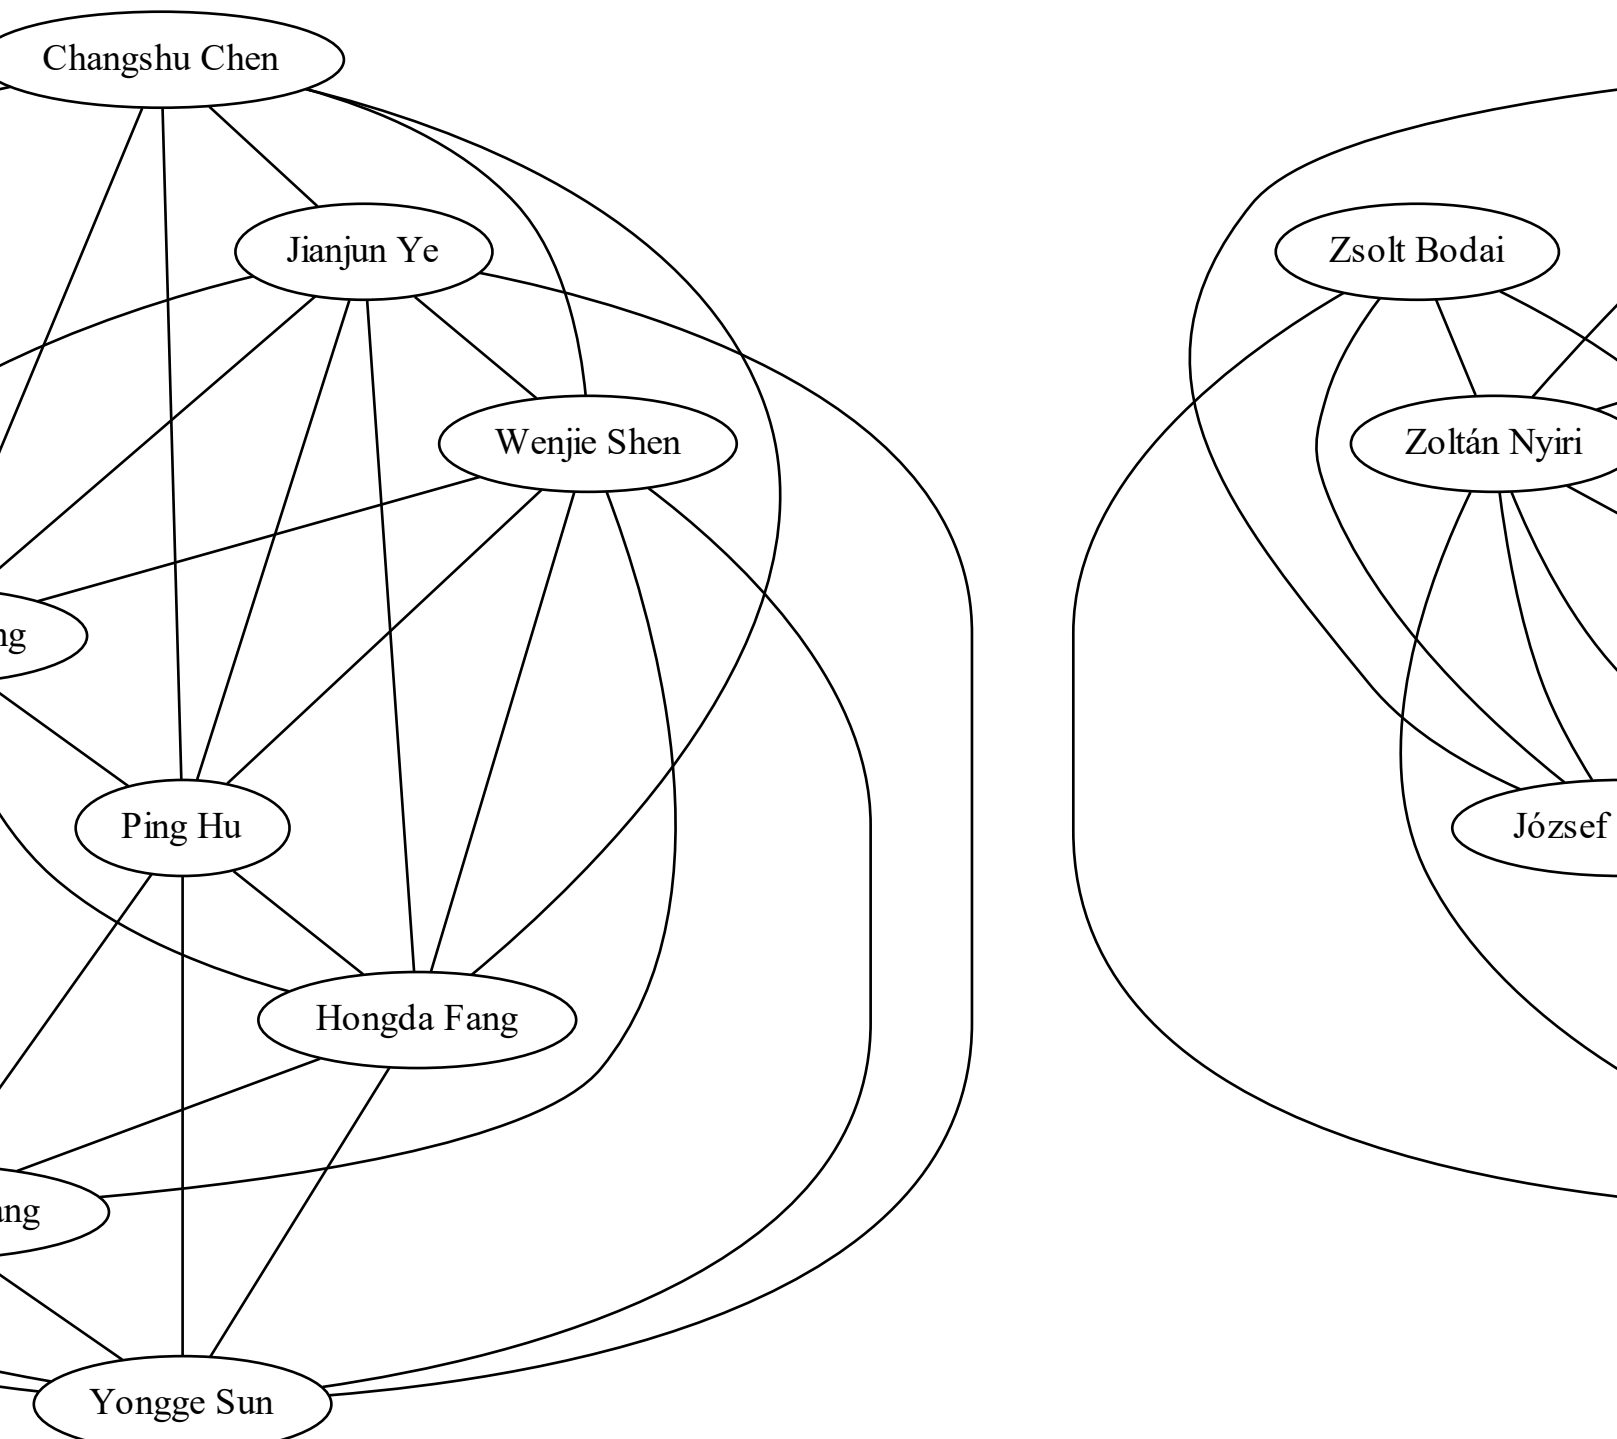 Changshu Chen
Jianjun Ye
Zsolt Bodai
Wenjie Shen
Zoltán Nyiri
Ping Hu
József
Hongda Fang
Yongge Sun